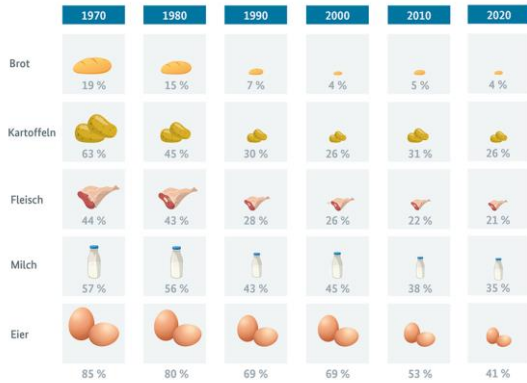 1970 1980 1990 2000 2010 2020
Brot
19 % 15 % 7 % 4 % 5 % 4 %
Kartoffeln
63 % 45 % 30 % 26 % 31 % 26 %
Fleisch
44 % 43 % 28 % 26 % 22 % 21 %
Milch
57 % 56 % 43 % 45 % 38 % 35 %
Eier
85 % 80 % 69 % 69 % 53 % 41 %